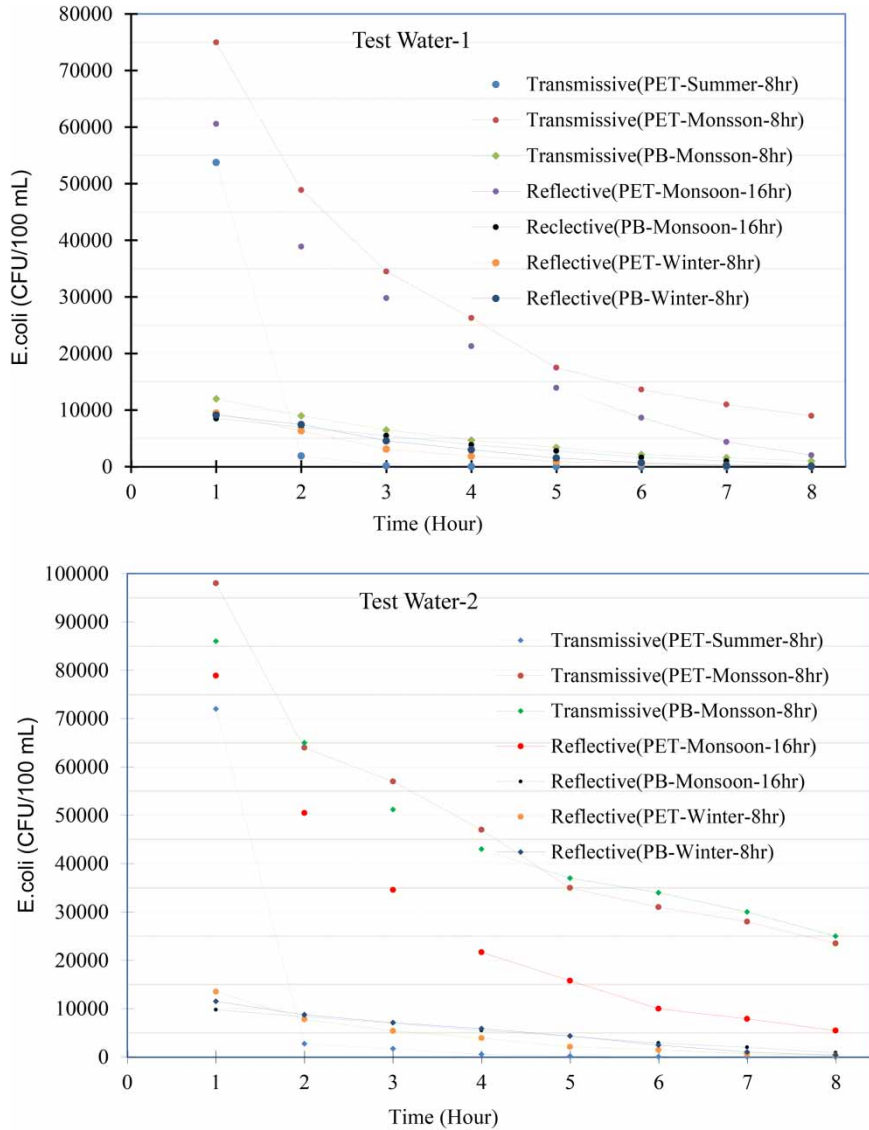 80000
Test Water-1
70000
Transmissive(PET-Summer-8hr)
60000
Transmissive(PET-Monsson-8hr)
Transmissive(PB-Monsson-8hr)
50000
Reflective(PET-Monsoon-16hr)
40000
Reclective(PB-Monsoon-16hr)
Reflective(PET-Winter-8hr)
30000
Reflective(PB-Winter-8hr)
20000
10000
0
E.coli (CFU/100 mL)
0 1 2 3 4 5 6 7 8
Time (Hour)
100000
Test Water-2
90000
Transmissive(PET-Summer-8hr)
80000
Transmissive(PET-Monsson-8hr)
70000
Transmissive(PB-Monsson-8hr)
Reflective(PET-Monsoon-16hr)
60000
Reflective(PB-Monsoon-16hr)
50000
Reflective(PET-Winter-8hr)
40000
Reflective(PB-Winter-8hr)
30000
20000
10000
0
E.coli (CFU/100 mL)
0 1 2 3 4 5 6 7 8
Time (Hour)